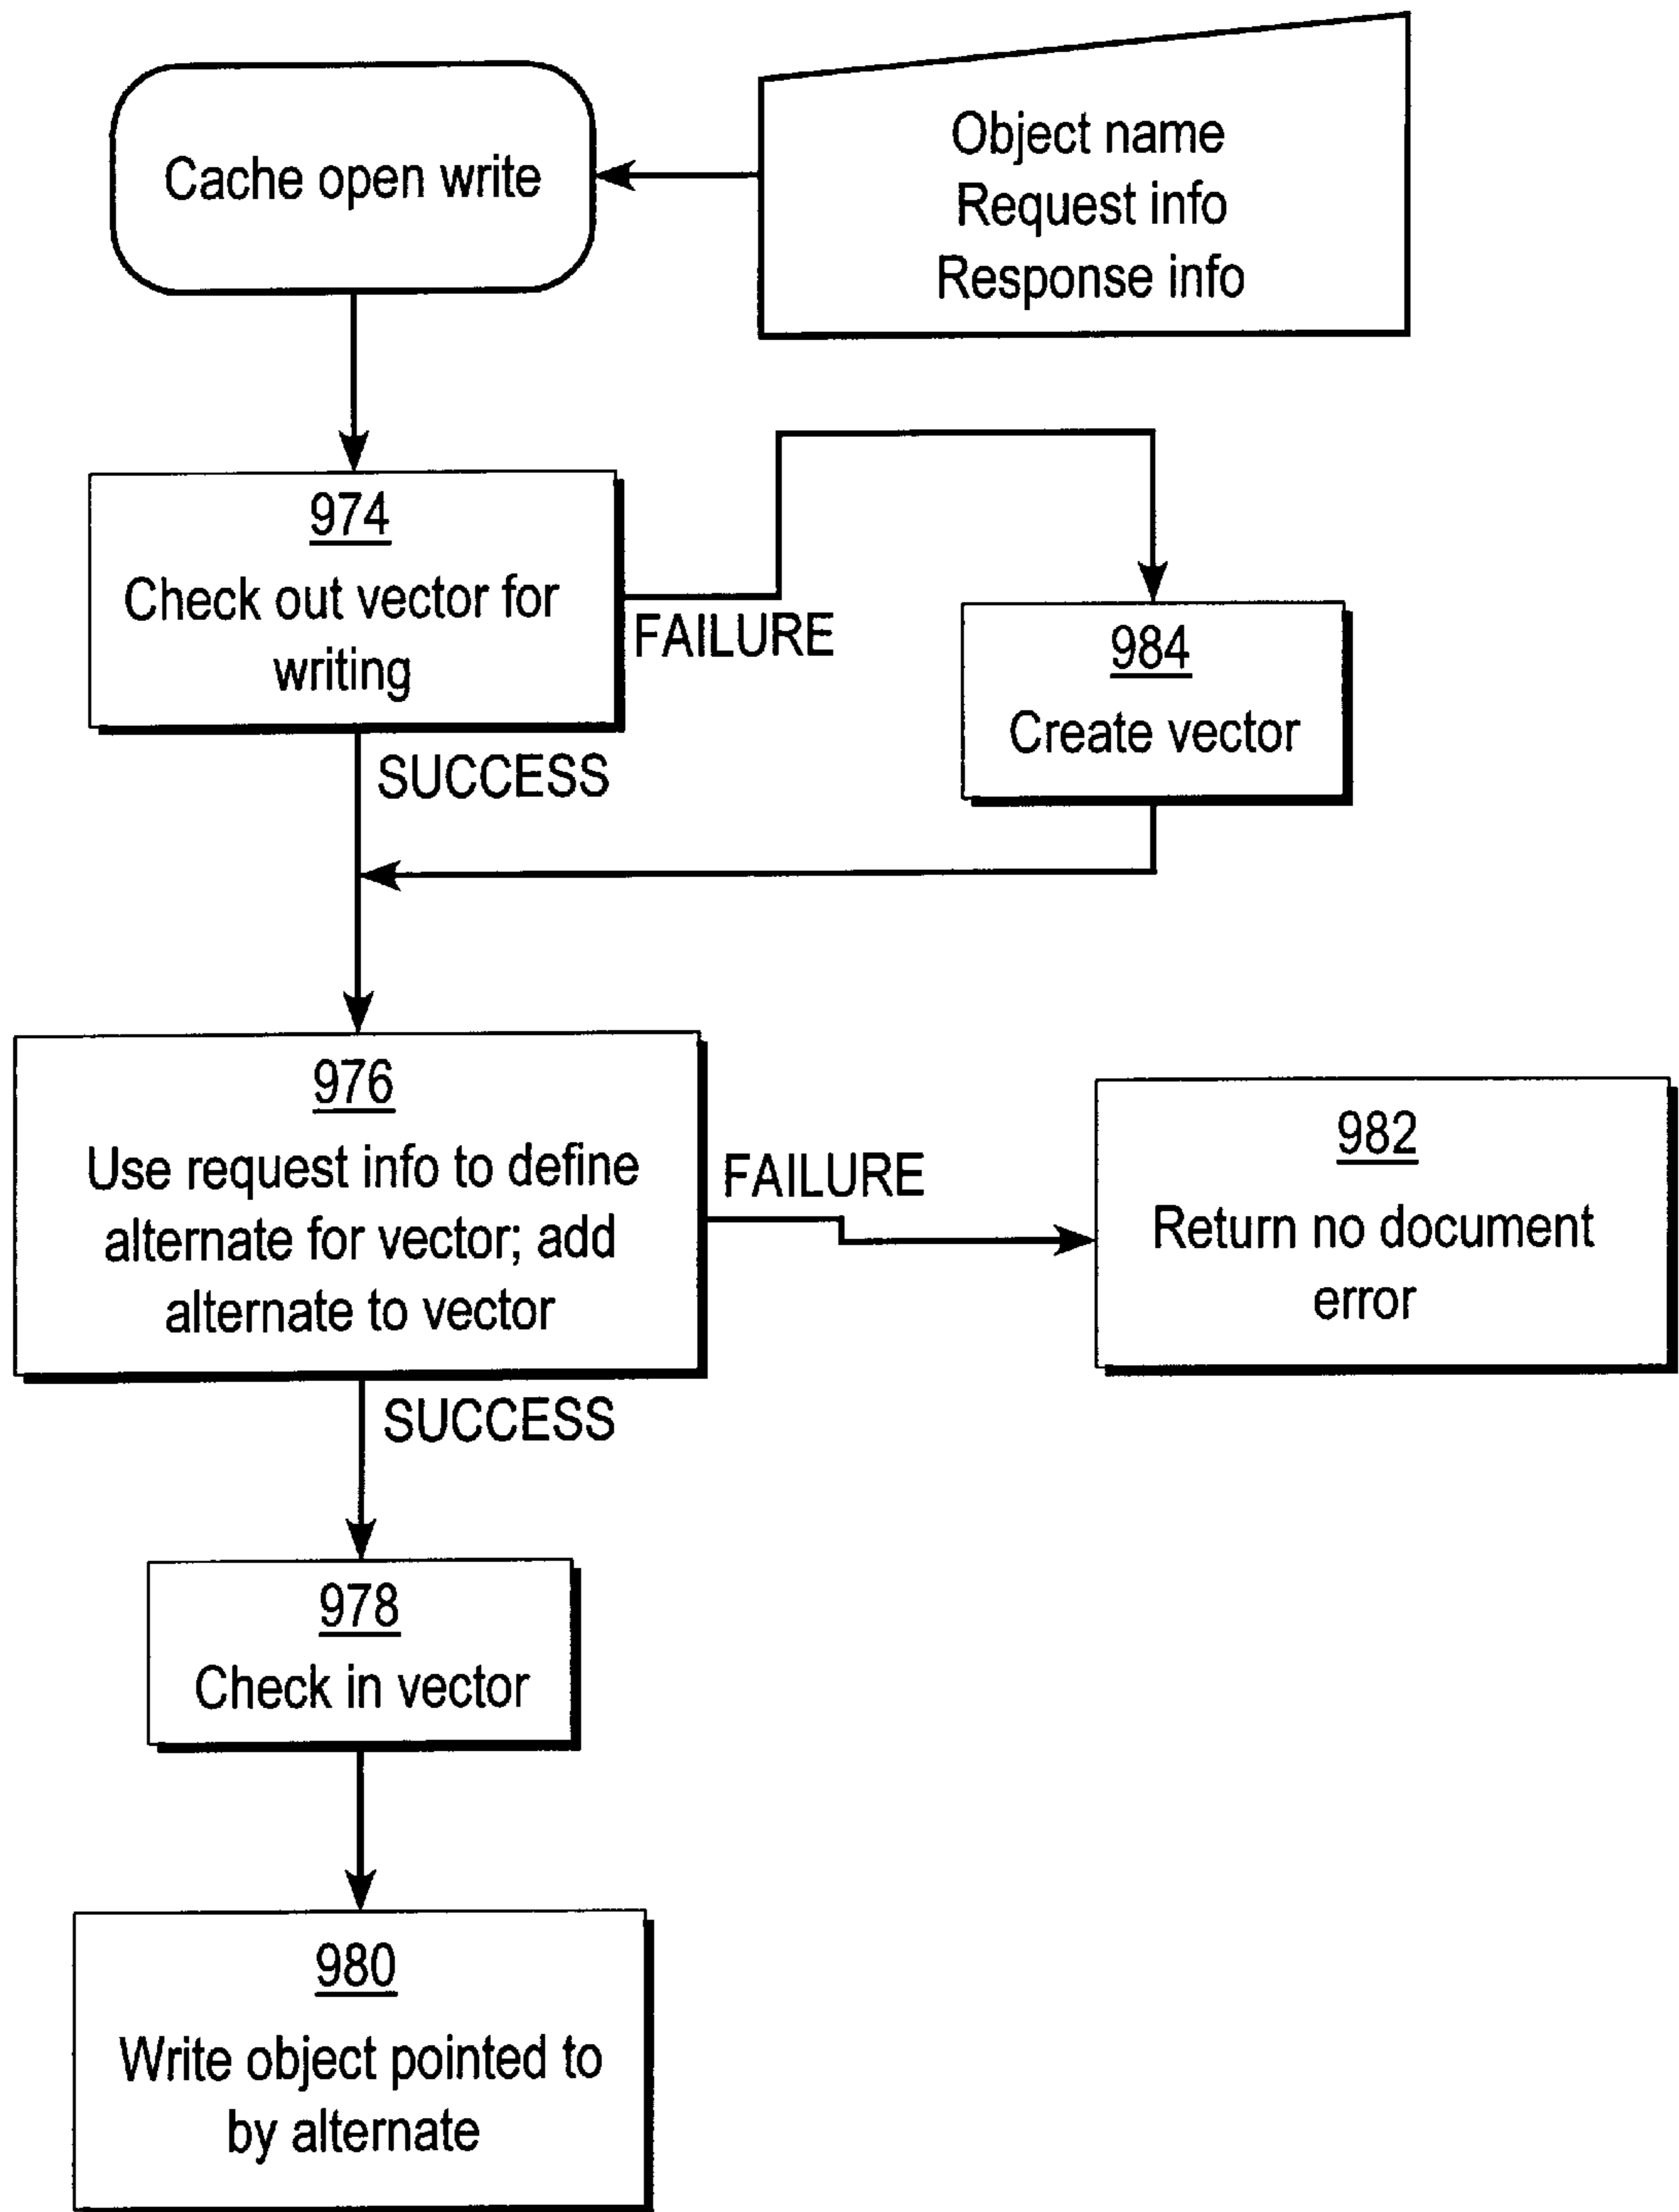 Cache open write
Object name
Request info
Response info
974
Check out vector for
writing
FAILURE
984
Create vector
SUCCESS
976
Use request info to define
alternate for vector; add
alternate to vector
FAILURE
982
Return no document
error
SUCCESS
978
Check in vector
980
Write object pointed to
by alternate